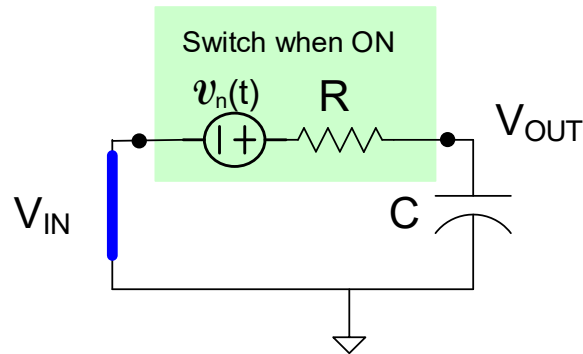 Switch when ON
𝒗n(t)
R
VOUT
VIN
C